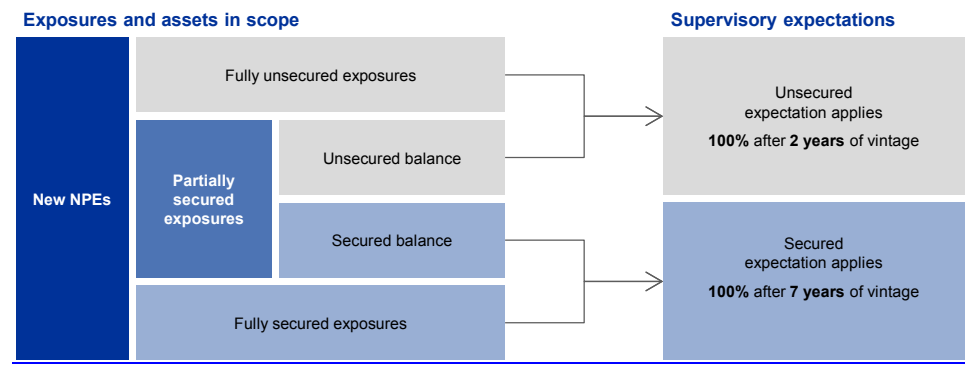 Exposures and assets in scope
Supervisory expectations
New NPEs
Fully unsecured exposures
Partially
secured
exposures
Unsecured balance
Secured balance
Fully secured exposures
Unsecured
expectation applies
100% after 2 years of vintage
Secured
expectation applies
100% after 7 years of vintage